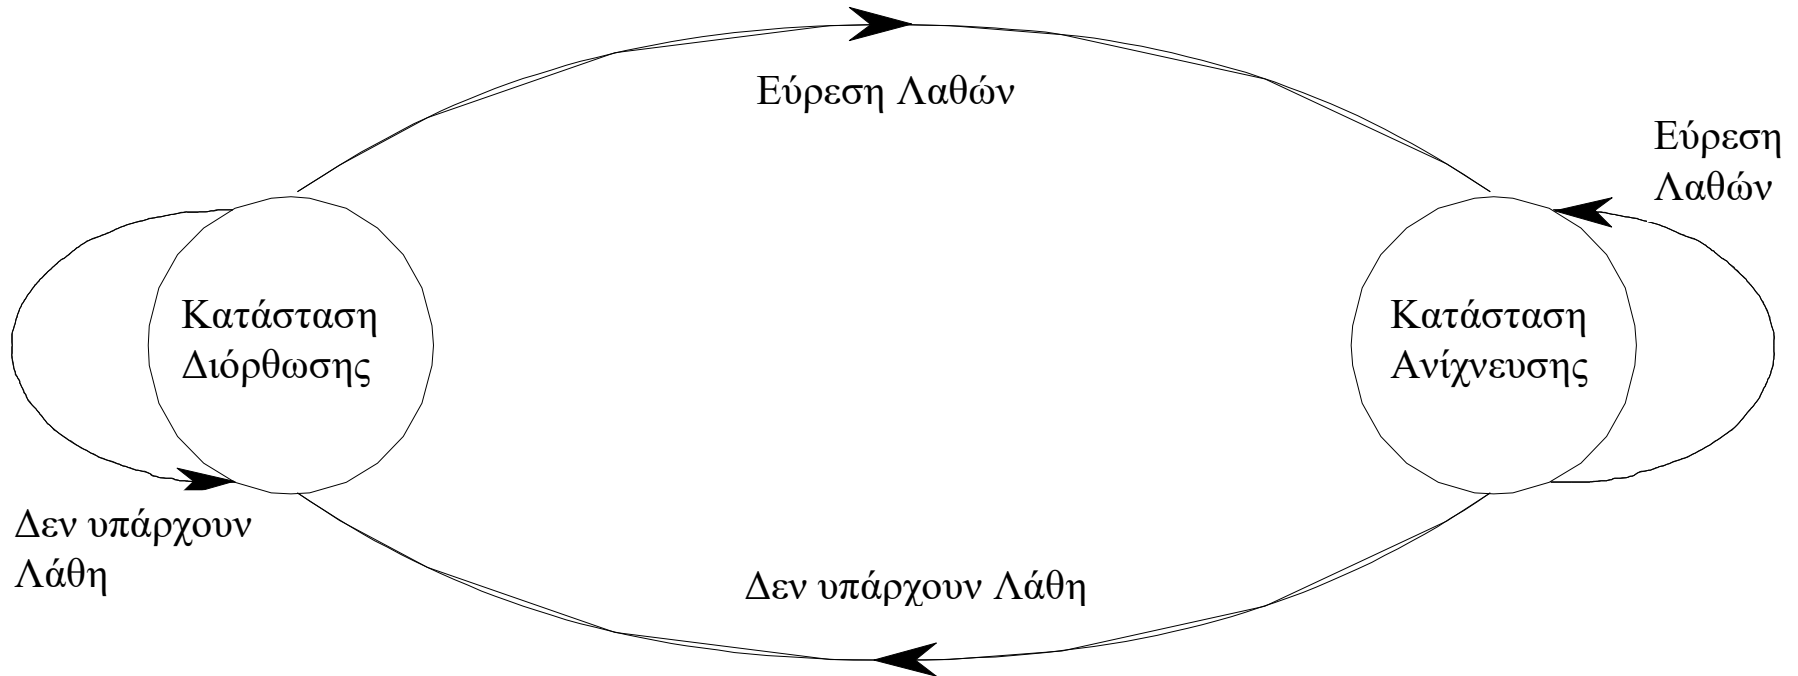 Εύρεση Λαθών
Εύρεση
Λαθών
Κατάσταση
Διόρθωσης
Κατάσταση
Ανίχνευσης
Δεν υπάρχουν
Λάθη
Δεν υπάρχουν Λάθη